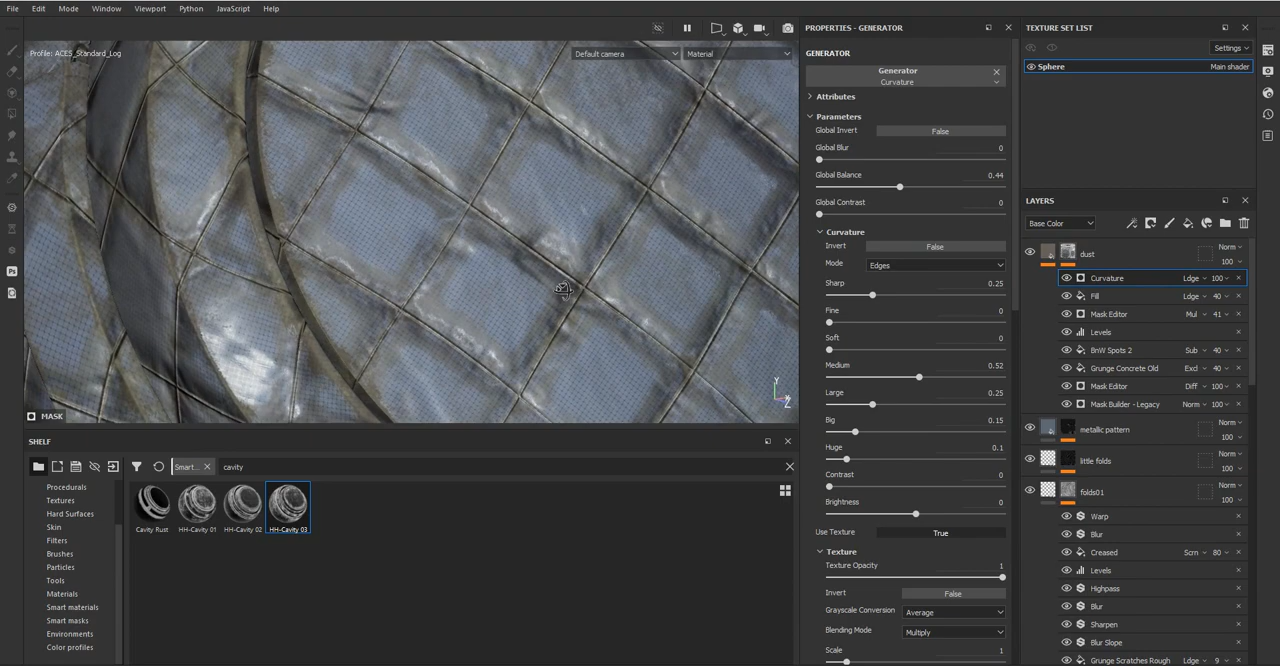 File Edit Mode Window Viewport Python JavaScript Help
Profile: ACES_Standard_Log
Default camera
Material
Y
Z
MASK
SHELF
Smart...
cavity
Procedurals
Textures
Hard Surfaces
Skin
Filters
Brushes
Particles
Tools
Materials
Smart materials
Smart masks
Environments
Color profiles
Cavity Rust
HH-Cavity 01
HH-Cavity 02
HH-Cavity 03
Ps
PROPERTIES - GENERATOR
GENERATOR
Generator
Curvature
Attributes
Parameters
Global Invert False
Global Blur 0
Global Balance 0.44
Global Contrast 0
Curvature
Invert False
Mode Edges
Sharp 0.25
Fine 0
Soft 0
Medium 0.52
Large 0.25
Big 0.15
Huge 0.1
Contrast 0
Brightness 0
Use Texture True
Texture
Texture Opacity 1
Invert False
Grayscale Conversion Average
Blending Mode Multiply
Scale 1
TEXTURE SET LIST
Settings
Sphere Main shader
LAYERS
Base Color
dust Norm 100
Curvature Ldge 100
Fill Ldge 40
Mask Editor Mul 41
Levels
BnW Spots 2 Sub 40
Grunge Concrete Old Excl 40
Mask Editor Diff 100
Mask Builder - Legacy Norm 100
metallic pattern Norm 100
little folds Norm 100
folds01 Norm 100
Warp
Blur
Creased Scrn 80
Levels
Highpass
Blur
Sharpen
Blur Slope
Grunge Scratches Rough Ldge 9